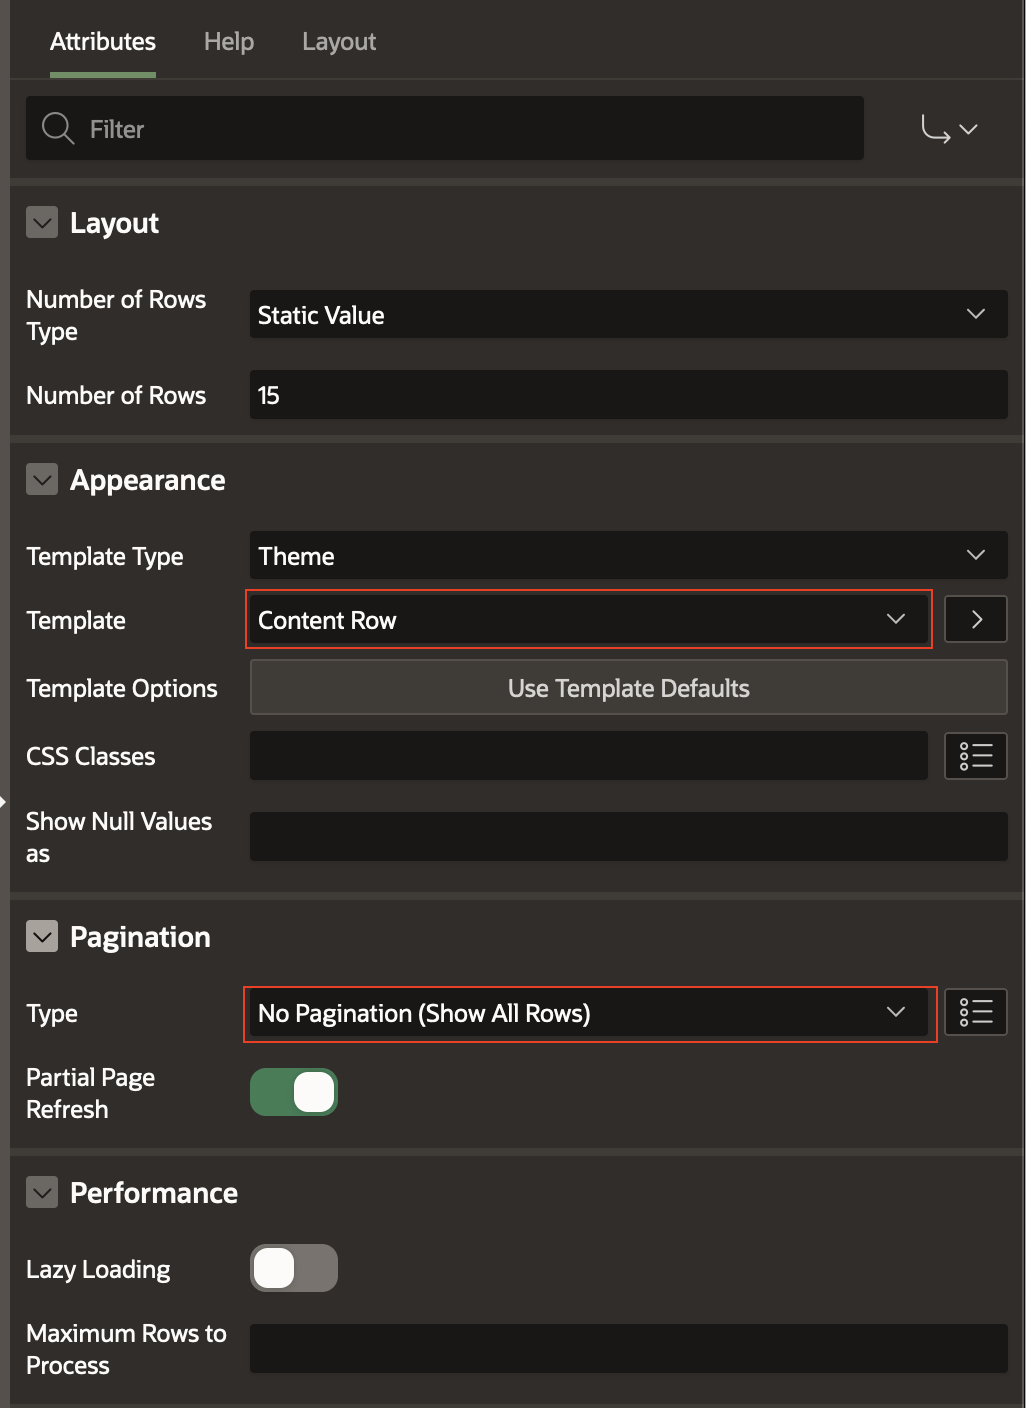 Attributes Help Layout
Filter
Layout
Number of Rows
Type
Static Value
Number of Rows
15
Appearance
Template Type
Theme
Template
Content Row
Template Options
Use Template Defaults
CSS Classes
Show Null Values
as
Pagination
Type
No Pagination (Show All Rows)
Partial Page
Refresh
Performance
Lazy Loading
Maximum Rows to
Process